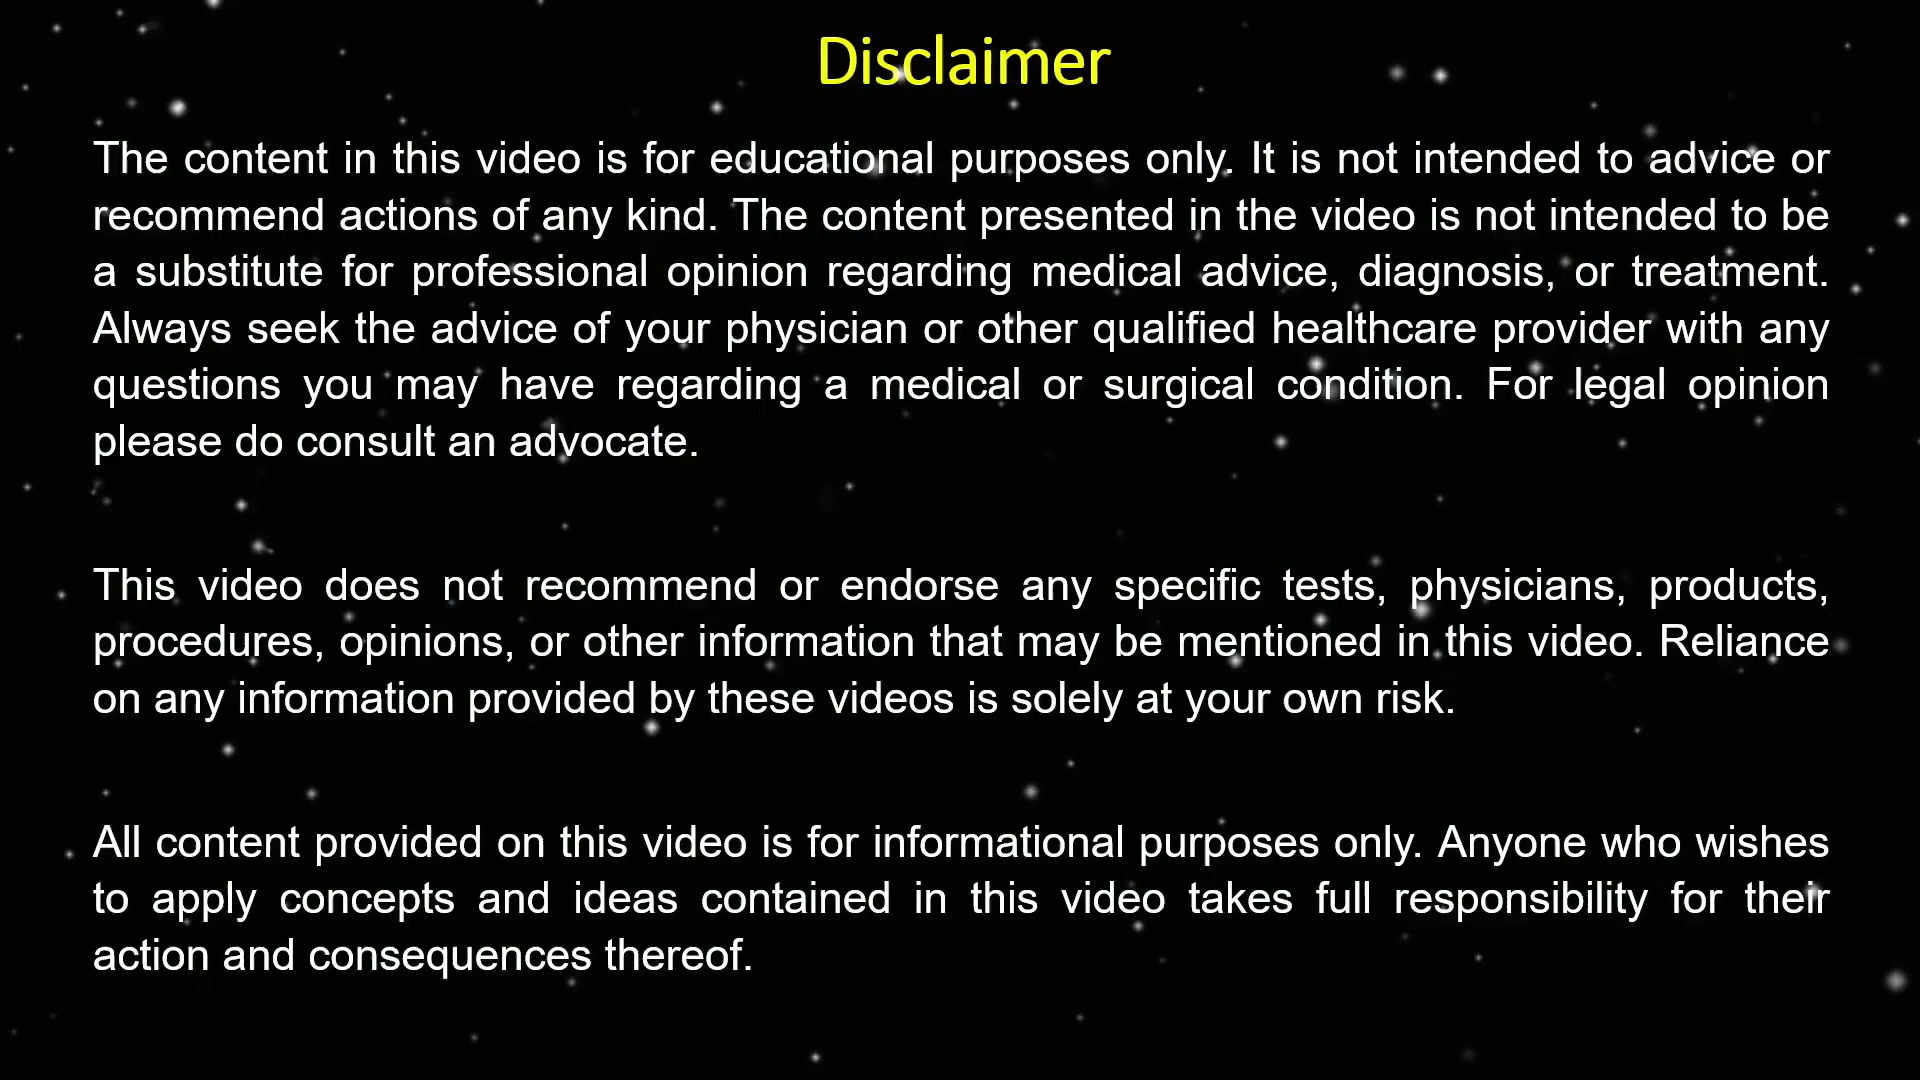 Disclaimer
The content in this video is for educational purposes only. It is not intended to advice or
recommend actions of any kind. The content presented in the video is not intended to be
a substitute for professional opinion regarding medical advice, diagnosis, or treatment.
Always seek the advice of your physician or other qualified healthcare provider with any
questions you may have regarding a medical or surgical condition. For legal opinion
please do consult an advocate.
This video does not recommend or endorse any specific tests, physicians, products,
procedures, opinions, or other information that may be mentioned in this video. Reliance
on any information provided by these videos is solely at your own risk.
All content provided on this video is for informational purposes only. Anyone who wishes
to apply concepts and ideas contained in this video takes full responsibility for their
action and consequences thereof.